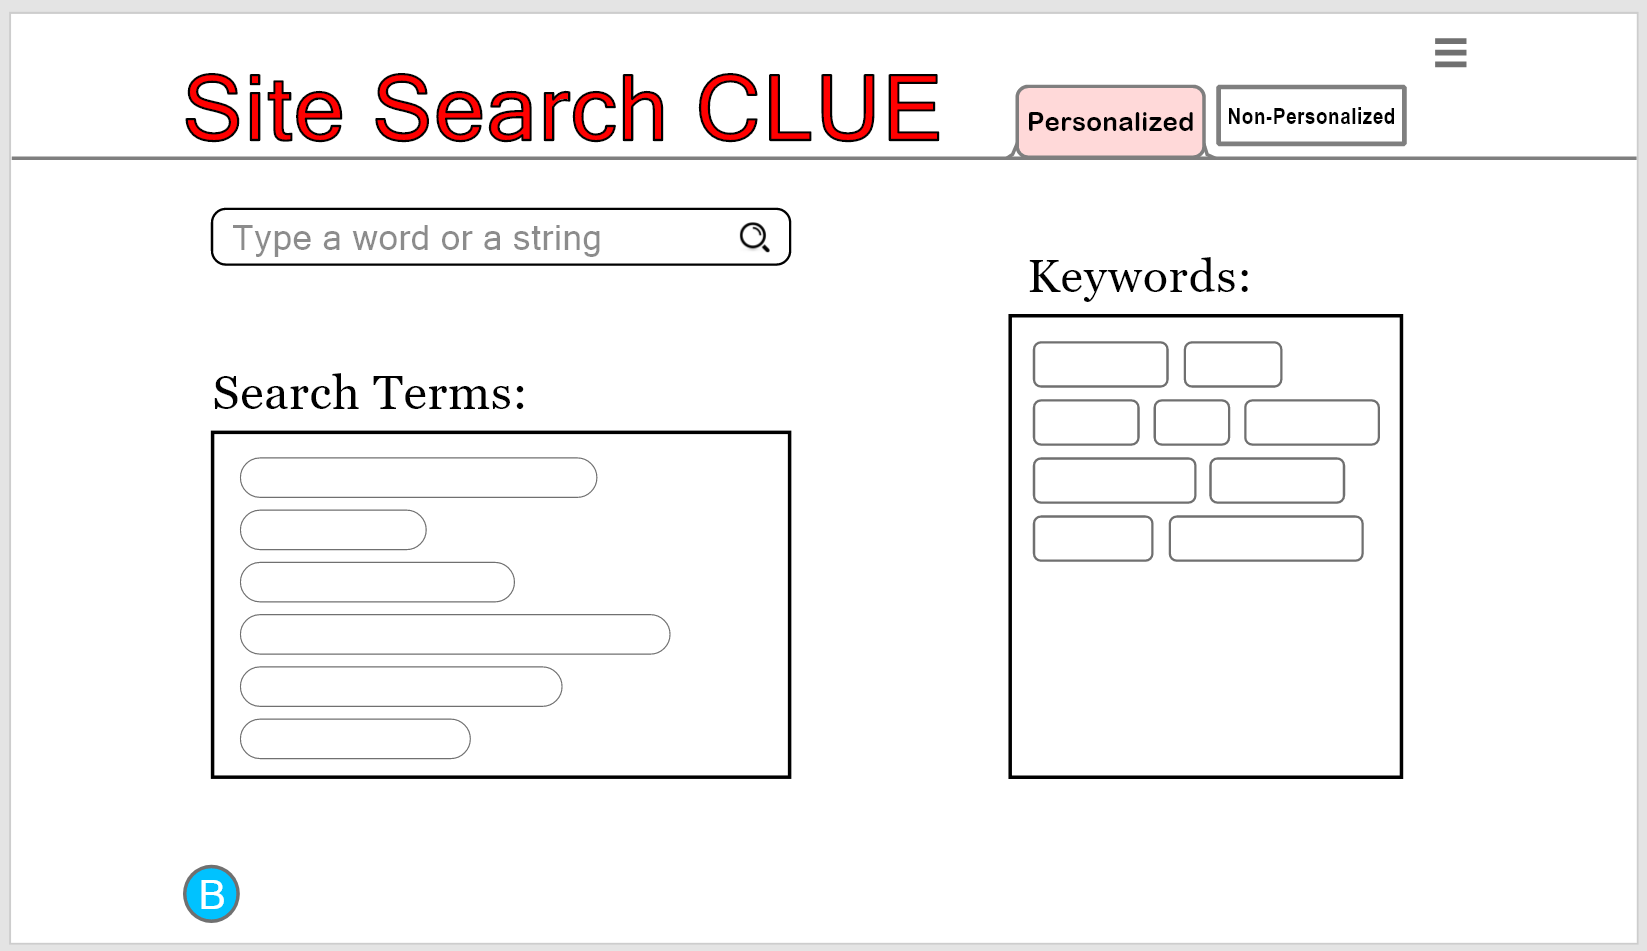 Site Search CLUE
Personalized
Non-Personalized
Type a word or a string
Keywords:
Search Terms:
B